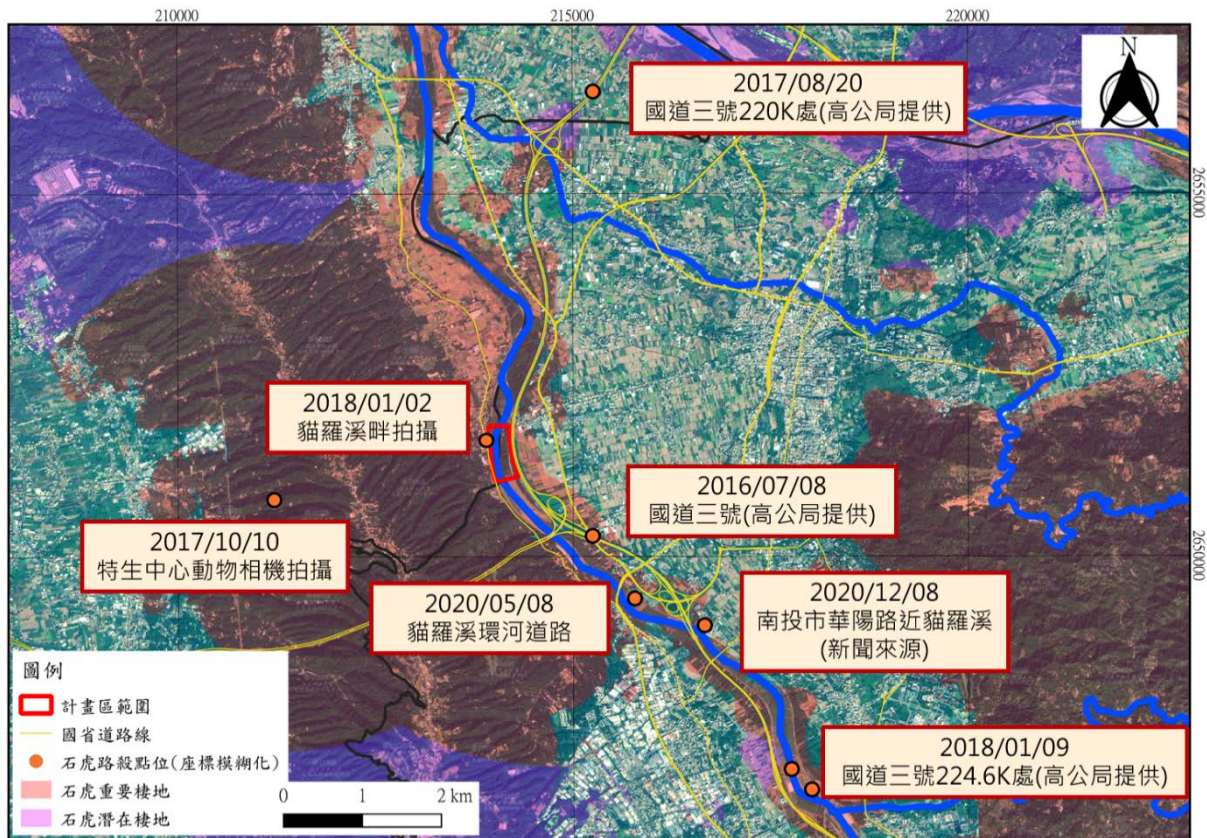 210000
215000
220000
N
2017/08/20
國道三號220K處(高公局提供)
2655000
2018/01/02
貓羅溪畔拍攝
2016/07/08
國道三號(高公局提供)
2017/10/10
特生中心動物相機拍攝
2650000
2020/05/08
貓羅溪環河道路
2020/12/08
南投市華陽路近貓羅溪
(新聞來源)
2018/01/09
國道三號224.6K處(高公局提供)
圖例
計畫區範圍
國省道路線
石虎路殺點位(座標模糊化)
石虎重要棲地
石虎潛在棲地
0 1 2 km